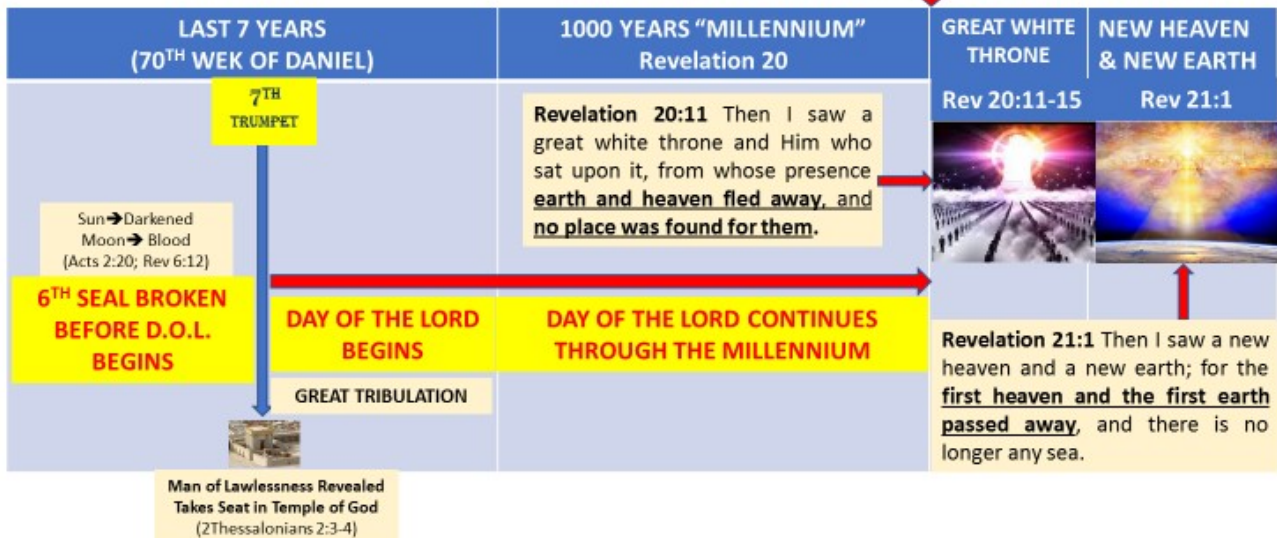 LAST 7 YEARS
(70TH WEK OF DANIEL)
1000 YEARS “MILLENNIUM”
Revelation 20
GREAT WHITE
THRONE
Rev 20:11-15
NEW HEAVEN
& NEW EARTH
Rev 21:1
7TH
TRUMPET
Revelation 20:11 Then I saw a
great white throne and Him who
sat upon it, from whose presence
earth and heaven fled away, and
no place was found for them.
Sun➔Darkened
Moon➔ Blood
(Acts 2:20; Rev 6:12)
6TH SEAL BROKEN
BEFORE D.O.L.
BEGINS
DAY OF THE LORD
BEGINS
DAY OF THE LORD CONTINUES
THROUGH THE MILLENNIUM
GREAT TRIBULATION
Revelation 21:1 Then I saw a new
heaven and a new earth; for the
first heaven and the first earth
passed away, and there is no
longer any sea.
Man of Lawlessness Revealed
Takes Seat in Temple of God
(2Thessalonians 2:3-4)